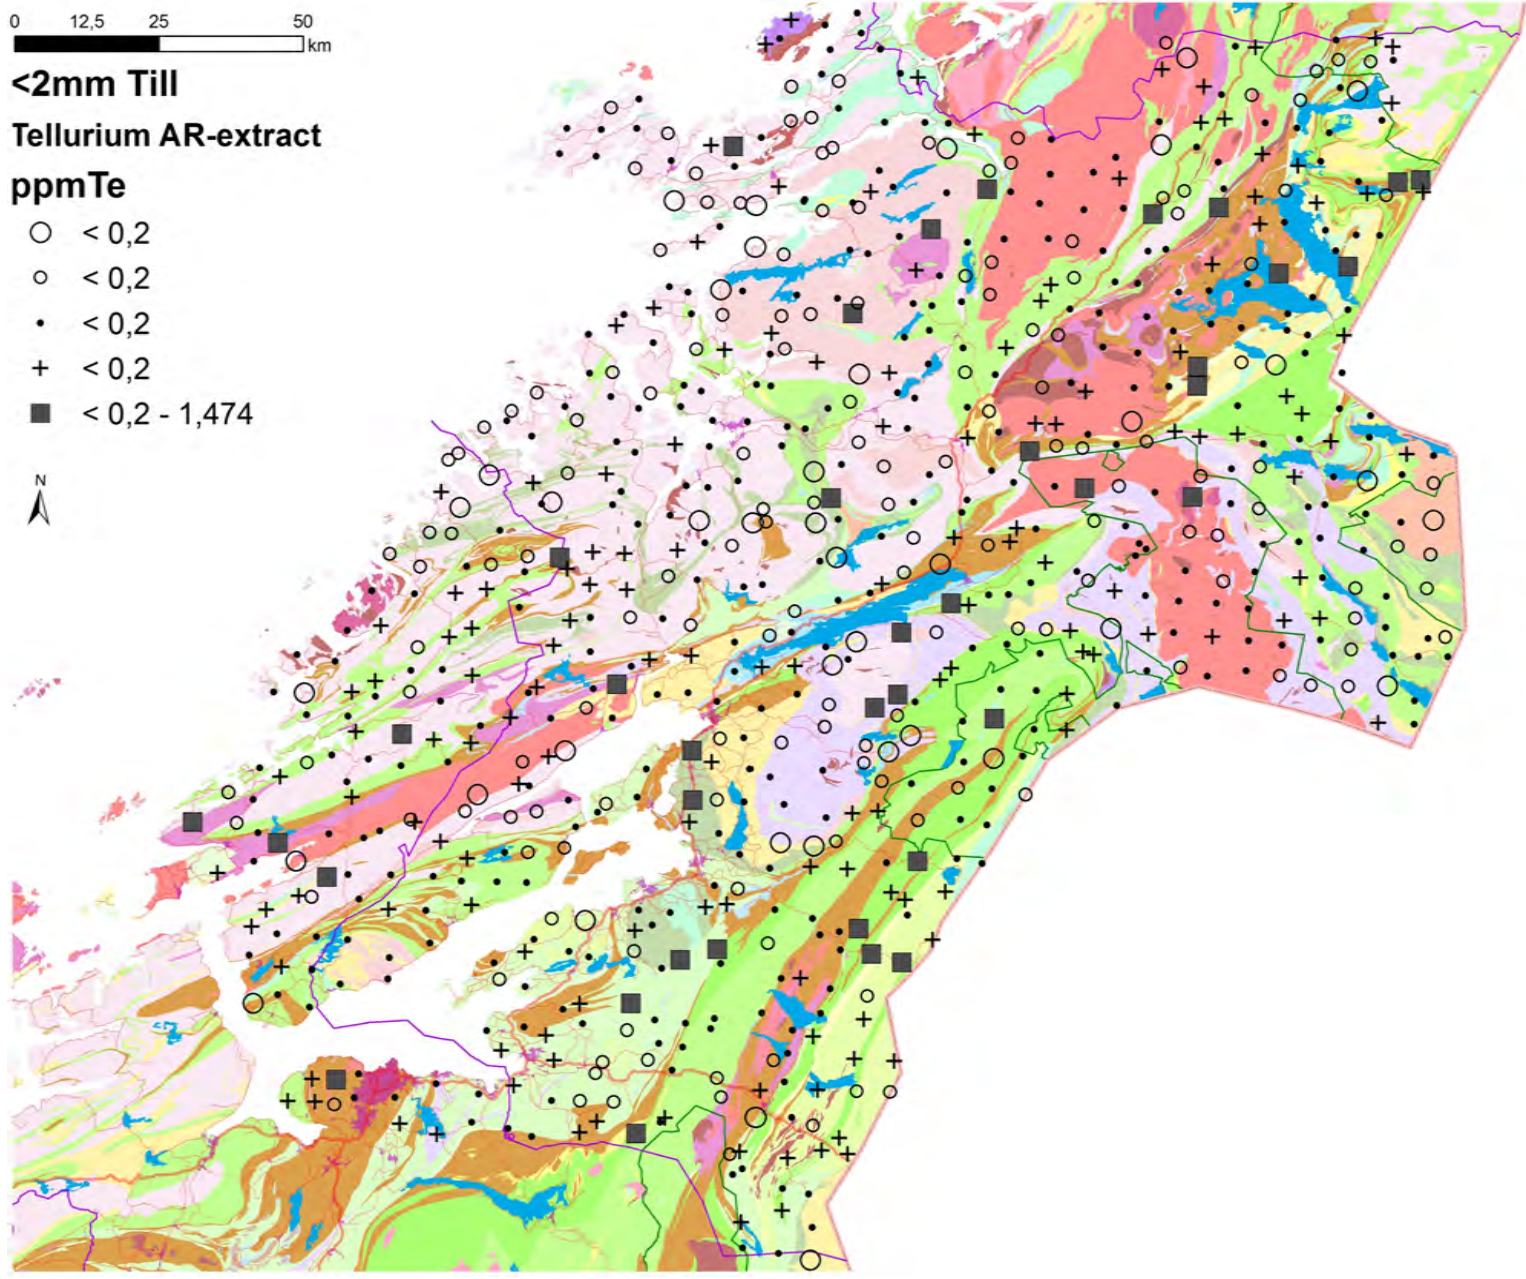 0 12,5 25 50
km
<2mm Till
Tellurium AR-extract
ppmTe
< 0,2
< 0,2
< 0,2
< 0,2
< 0,2 - 1,474
N